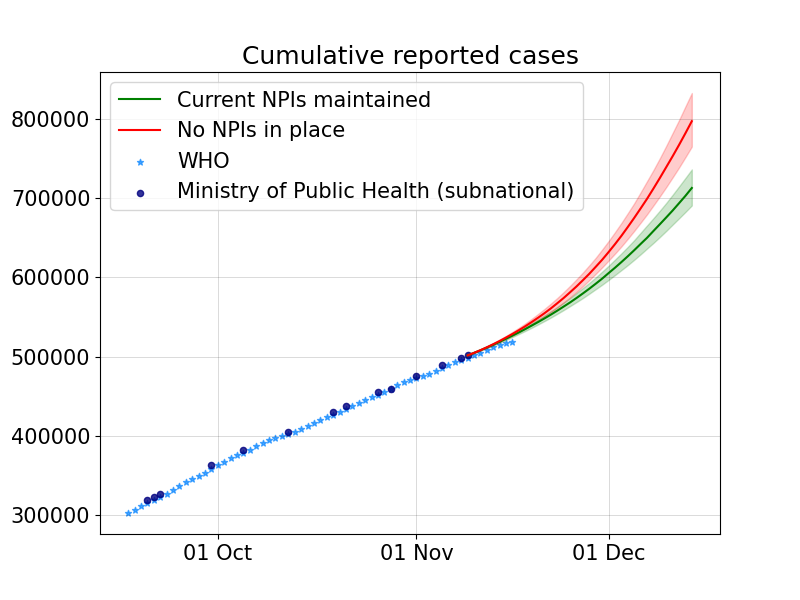 Cumulative reported cases
Current NPIs maintained
No NPIs in place
WHO
Ministry of Public Health (subnational)
800000
700000
600000
500000
400000
300000
01 Oct
01 Nov
01 Dec